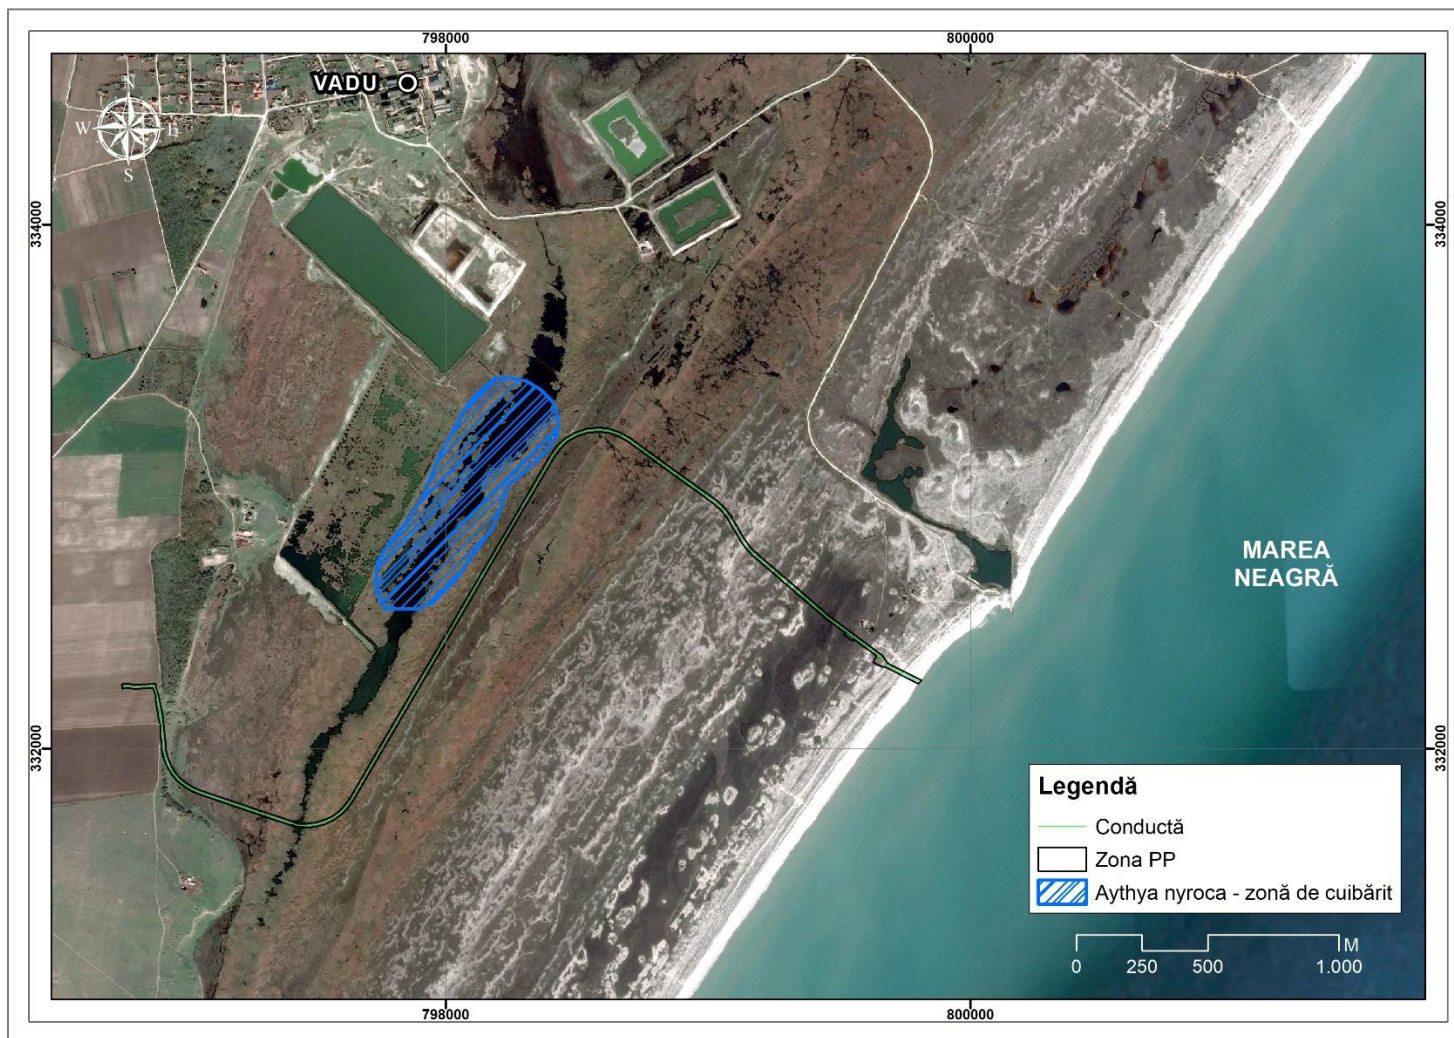 798000
800000
VADU
N
W
E
S
334000
334000
MAREA
NEAGRĂ
332000
332000
Legendă
Conductă
Zona PP
Aythya nyroca - zonă de cuibărit
M
0 250 500 1.000
798000
800000